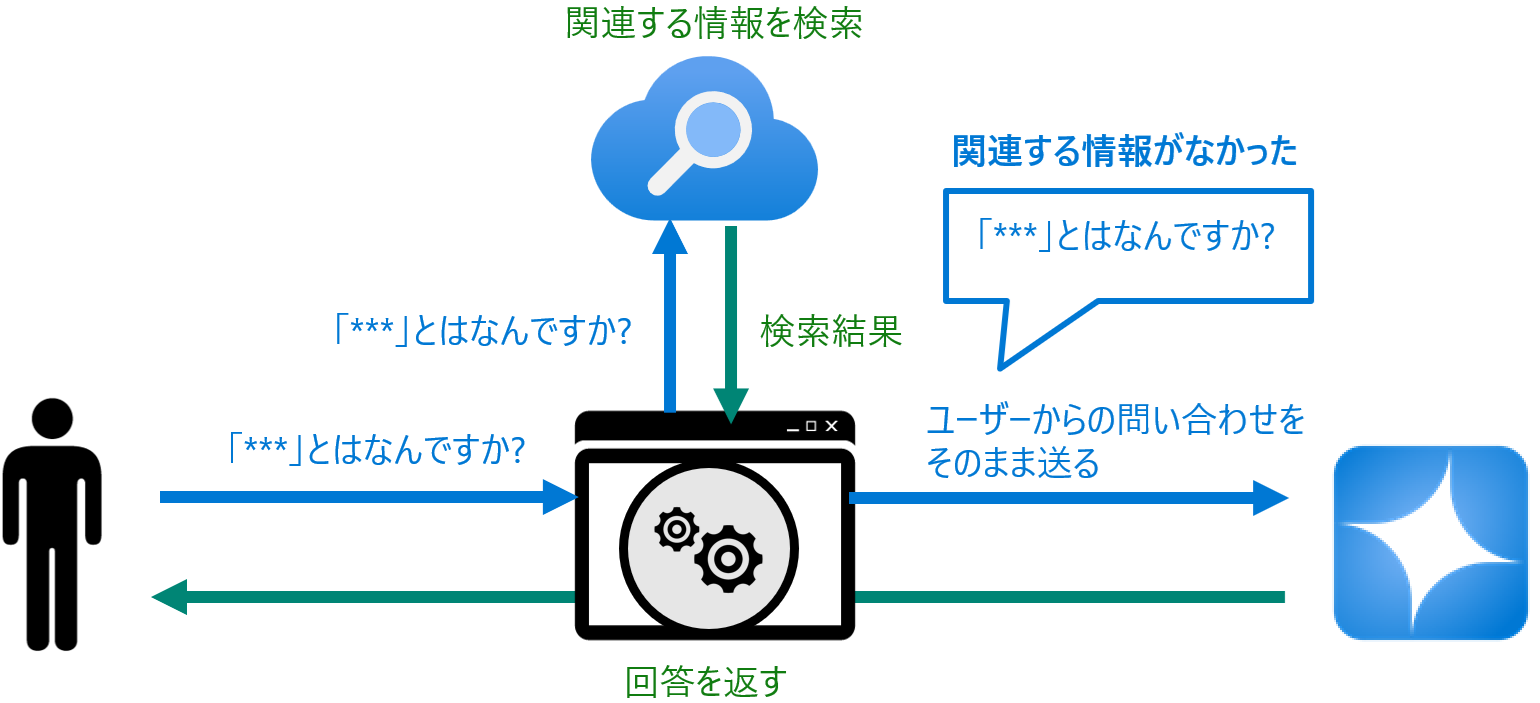 関連する情報を検索
関連する情報がなかった
「***」とはなんですか?
「***」とはなんですか?
検索結果
「***」とはなんですか?
ユーザーからの問い合わせを
そのまま送る
回答を返す